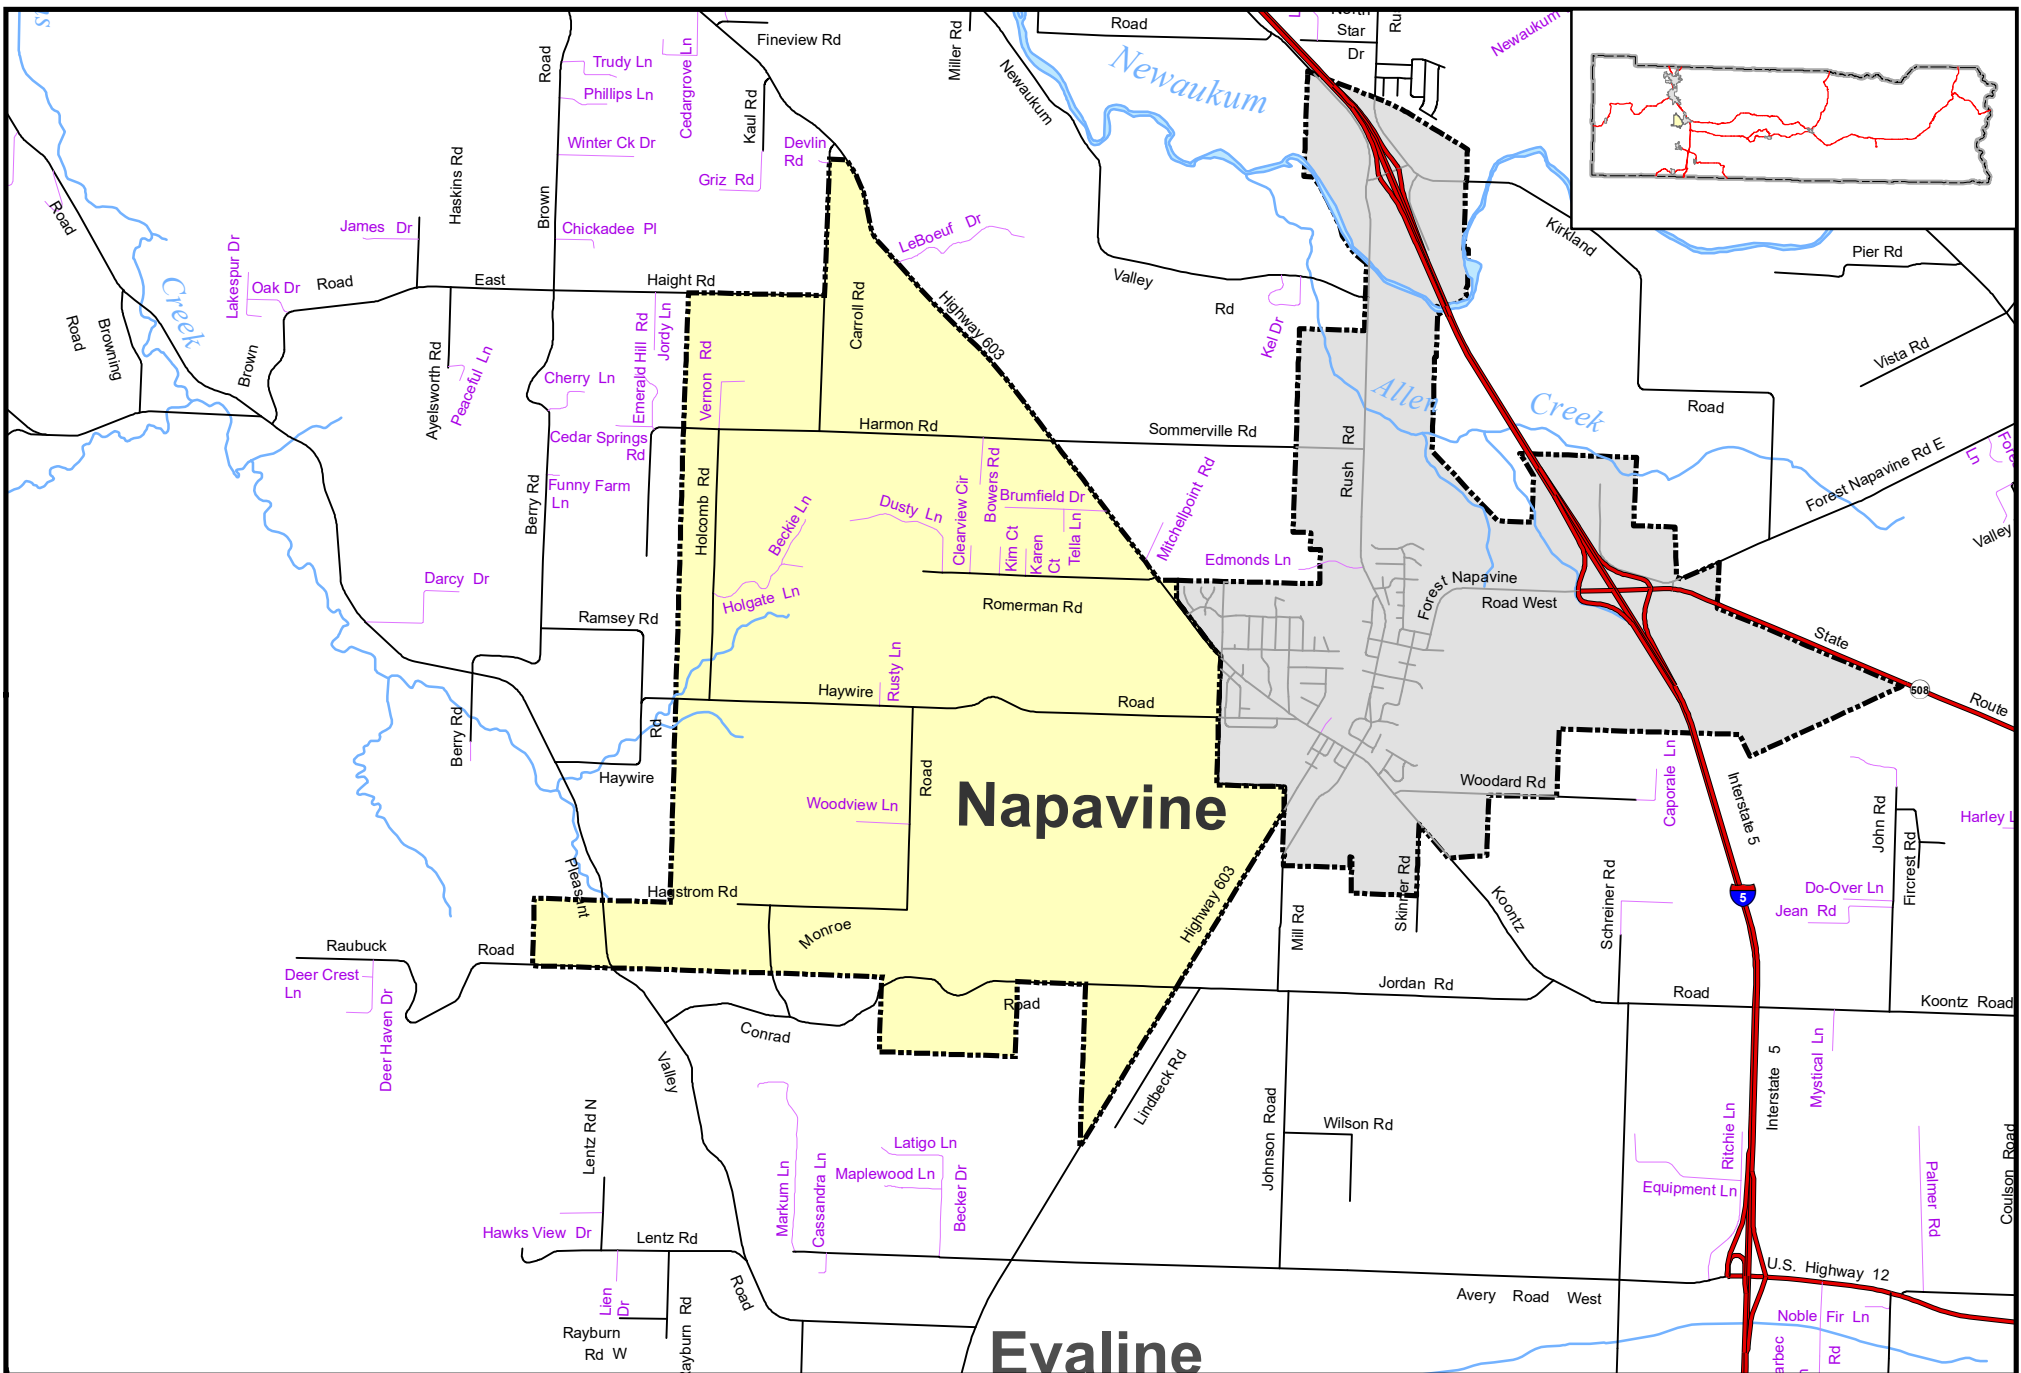 Road
North
Star
Dr
Newaukum
Fineview Rd
Miller Rd
Newaukum
Newaukum
Road
Trudy Ln
Phillips Ln
Cedargrove Ln
Kaul Rd
Winter Ck Dr
Devlin
Rd
Griz Rd
Haskins Rd
Brown
Chickadee Pl
James Dr
LeBoeuf Dr
Road
Creek
Lakespur Dr
Oak Dr
Road
East
Haight Rd
Valley
Rd
Kel Dr
Kirkland
Pier Rd
Vista Rd
Road
Browning
Brown
Ayelsworth Rd
Peaceful Ln
Cherry Ln
Emerald Hill Rd
Jordy Ln
Vernon Rd
Carroll Rd
Highway 603
Allen
Creek
Road
Cedar Springs
Rd
Harmon Rd
Sommerville Rd
Rush
Rd
Forest Napavine Rd E
Valley
Funny Farm
Ln
Berry Rd
Holcomb Rd
Beckie Ln
Dusty Ln
Clearview Cir
Bowers Rd
Brumfield Dr
Kim Ct
Karen
Ct
Tella Ln
Mitchellpoint Rd
Edmonds Ln
Darcy Dr
Holgate Ln
Romerman Rd
Forest Napavine
Road West
Ramsey Rd
Rusty Ln
State
508
Route
Haywire
Road
Berry Rd
Rd
Haywire
Road
Woodview Ln
Napavine
Woodard Rd
Caporale Ln
Interstate 5
John Rd
Fircrest Rd
Pleasant
Hagstrom Rd
Monroe
Highway 603
Mill Rd
Skinner Rd
Koontz
Schreiner Rd
5
Do-Over Ln
Jean Rd
Raubuck
Road
Deer Crest
Ln
Deer Haven Dr
Conrad
Road
Jordan Rd
Road
Koontz Road
Valley
Lindbeck Rd
Johnson Road
Wilson Rd
Interstate 5
Mystical Ln
Lentz Rd N
Latigo Ln
Maplewood Ln
Becker Dr
Markum Ln
Cassandra Ln
Ritchie Ln
Equipment Ln
Palmer Rd
Coulson Road
Hawks View Dr
Lentz Rd
U.S. Highway 12
Road
Avery Road West
Lien
Dr
Rayburn
Rd W
Noble Fir Ln
Rd
Evaline